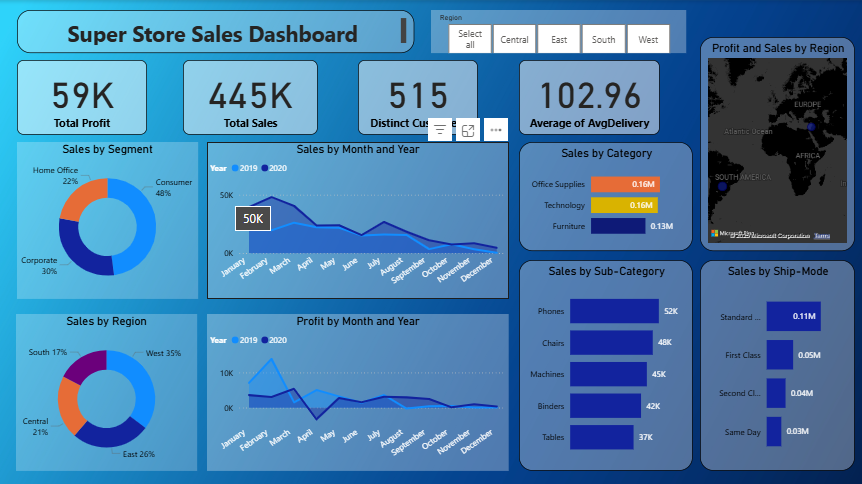 Super Store Sales Dashboard
Region
Select all
Central
East
South
West
59K
Total Profit
445K
Total Sales
515
Distinct Cus
102.96
Average of AvgDelivery
Profit and Sales by Region
EUROPE
Atlantic Ocean
AFRICA
SOUTH AMERICA
Microsoft
Microsoft Corporation Terms
Sales by Segment
Home Office
22%
Consumer
48%
Corporate
30%
Sales by Month and Year
Year 2019 2020
50K
50K
0K
January
February
March
April
May
June
July
August
September
October
November
December
Sales by Category
Office Supplies 0.16M
Technology 0.16M
Furniture 0.13M
Sales by Region
South 17%
West 35%
Central
21%
East 26%
Profit by Month and Year
Year 2019 2020
10K
0K
January
February
March
April
May
June
July
August
September
October
November
December
Sales by Sub-Category
Phones 52K
Chairs 48K
Machines 45K
Binders 42K
Tables 37K
Sales by Ship-Mode
Standard ... 0.11M
First Class 0.05M
Second Cl... 0.04M
Same Day 0.03M